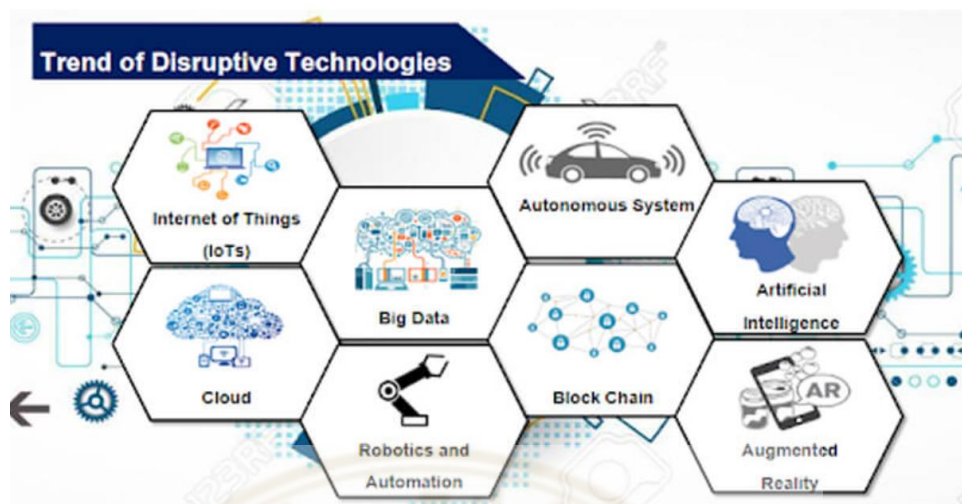 Trend of Disruptive Technologies
Internet of Things
(IoTs)
Autonomous System
Big Data
Artificial
Intelligence
Cloud
Block Chain
Robotics and
Automation
AR
Augmented
Reality